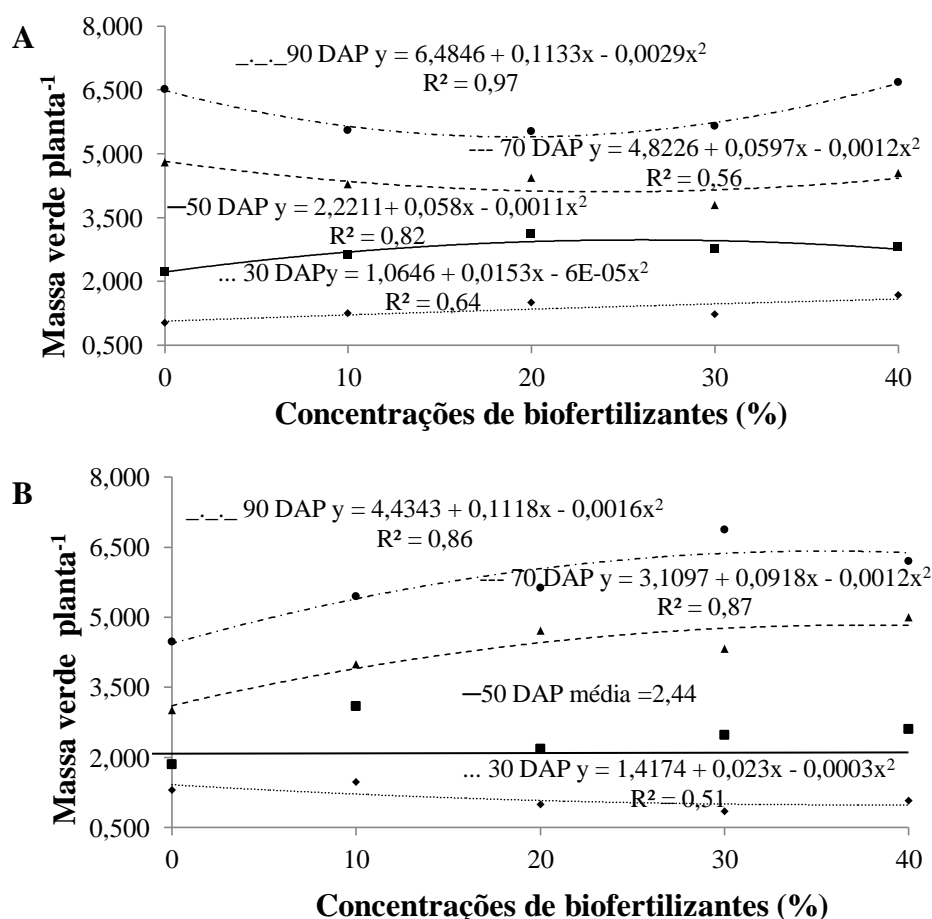 A
8,000
6,500
5,000
3,500
2,000
0,500
Massa verde planta⁻¹
_._._90 DAP y = 6,4846 + 0,1133x - 0,0029x²
R² = 0,97
--- 70 DAP y = 4,8226 + 0,0597x - 0,0012x²
R² = 0,56
—50 DAP y = 2,2211+ 0,058x - 0,0011x²
R² = 0,82
... 30 DAPy = 1,0646 + 0,0153x - 6E-05x²
R² = 0,64
0 10 20 30 40
Concentrações de biofertilizantes (%)
B
8,000
6,500
5,000
3,500
2,000
0,500
Massa verde planta⁻¹
_._._ 90 DAP y = 4,4343 + 0,1118x - 0,0016x²
R² = 0,86
--- 70 DAP y = 3,1097 + 0,0918x - 0,0012x²
R² = 0,87
—50 DAP média =2,44
... 30 DAP y = 1,4174 + 0,023x - 0,0003x²
R² = 0,51
0 10 20 30 40
Concentrações de biofertilizantes (%)